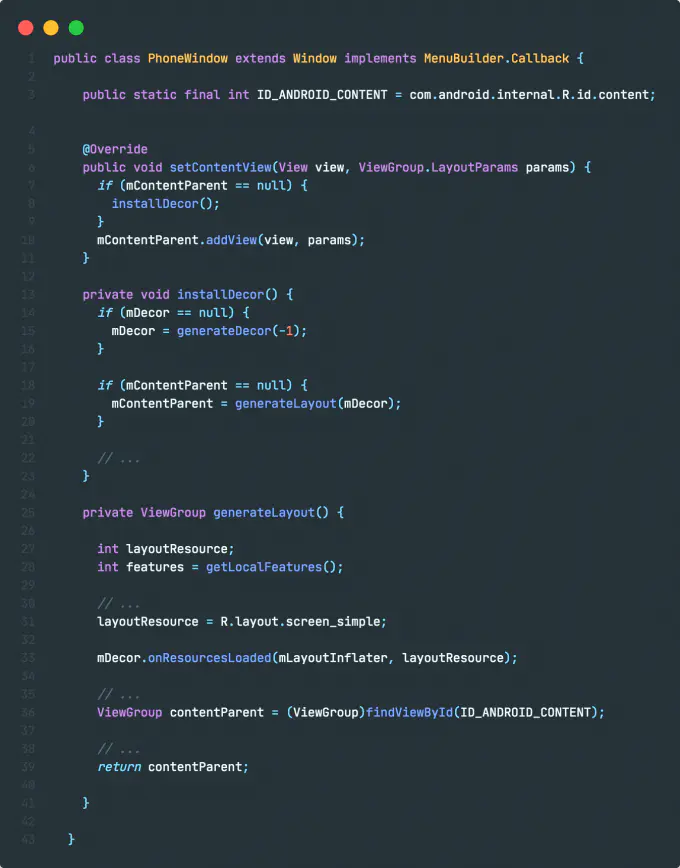 1 public class PhoneWindow extends Window implements MenuBuilder.Callback {
2
3 public static final int ID_ANDROID_CONTENT = com.android.internal.R.id.content;
4
5 @Override
6 public void setContentView(View view, ViewGroup.LayoutParams params) {
7 if (mContentParent == null) {
8 installDecor();
9 }
10 mContentParent.addView(view, params);
11 }
12
13 private void installDecor() {
14 if (mDecor == null) {
15 mDecor = generateDecor(-1);
16 }
17
18 if (mContentParent == null) {
19 mContentParent = generateLayout(mDecor);
20 }
21
22 // ...
23 }
24
25 private ViewGroup generateLayout() {
26
27 int layoutResource;
28 int features = getLocalFeatures();
29
30 // ...
31 layoutResource = R.layout.screen_simple;
32
33 mDecor.onResourcesLoaded(mLayoutInflater, layoutResource);
34
35 // ...
36 ViewGroup contentParent = (ViewGroup)findViewById(ID_ANDROID_CONTENT);
37
38 // ...
39 return contentParent;
40
41 }
42
43 }